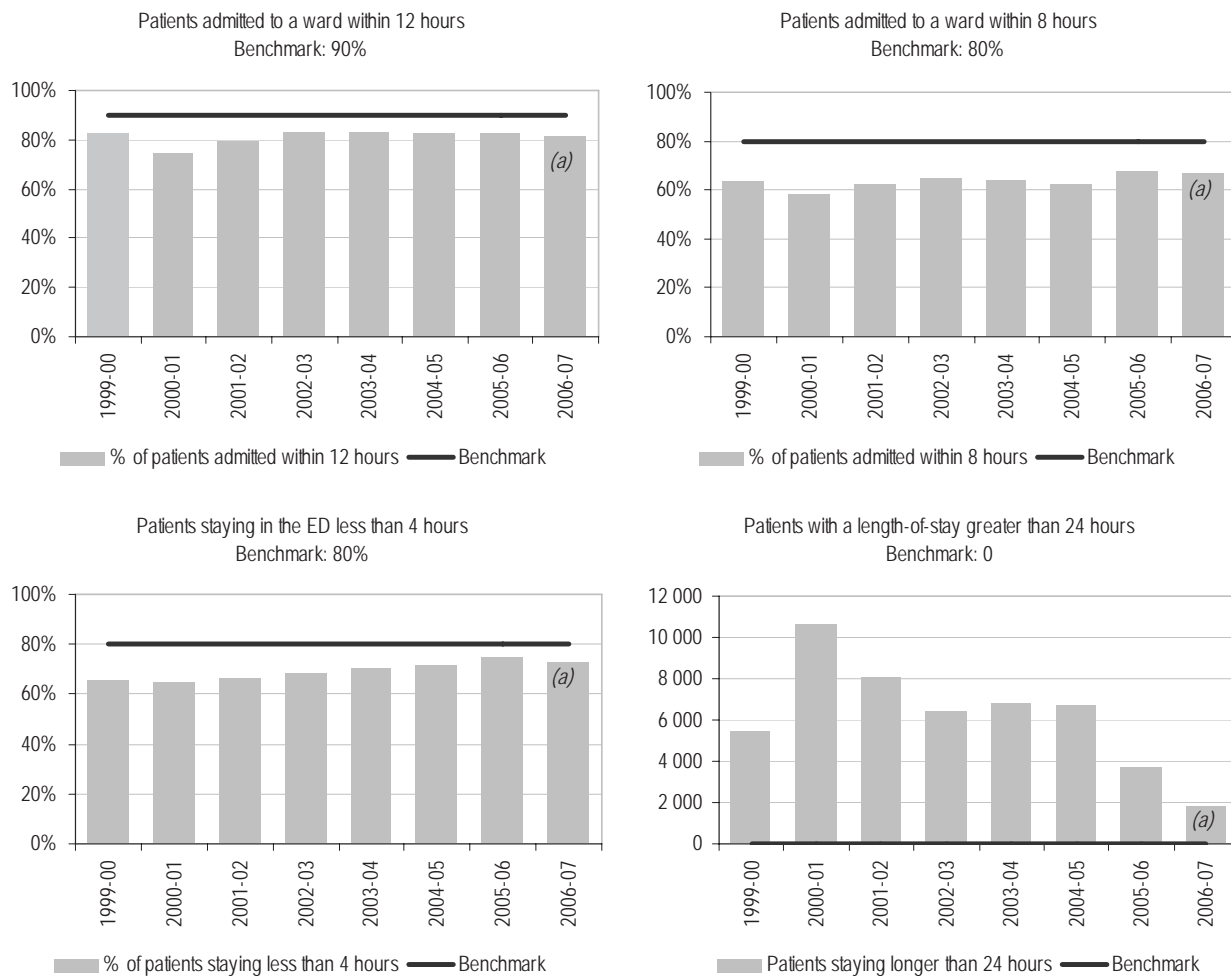 Patients admitted to a ward within 12 hours
Benchmark: 90%
100%
80%
60%
40%
20%
0%
(a)
1999-00
2000-01
2001-02
2002-03
2003-04
2004-05
2005-06
2006-07
% of patients admitted within 12 hours
Benchmark
Patients admitted to a ward within 8 hours
Benchmark: 80%
100%
80%
60%
40%
20%
0%
(a)
1999-00
2000-01
2001-02
2002-03
2003-04
2004-05
2005-06
2006-07
% of patients admitted within 8 hours
Benchmark
Patients staying in the ED less than 4 hours
Benchmark: 80%
100%
80%
60%
40%
20%
0%
(a)
1999-00
2000-01
2001-02
2002-03
2003-04
2004-05
2005-06
2006-07
% of patients staying less than 4 hours
Benchmark
Patients with a length-of-stay greater than 24 hours
Benchmark: 0
12 000
10 000
8 000
6 000
4 000
2 000
0
(a)
1999-00
2000-01
2001-02
2002-03
2003-04
2004-05
2005-06
2006-07
Patients staying longer than 24 hours
Benchmark